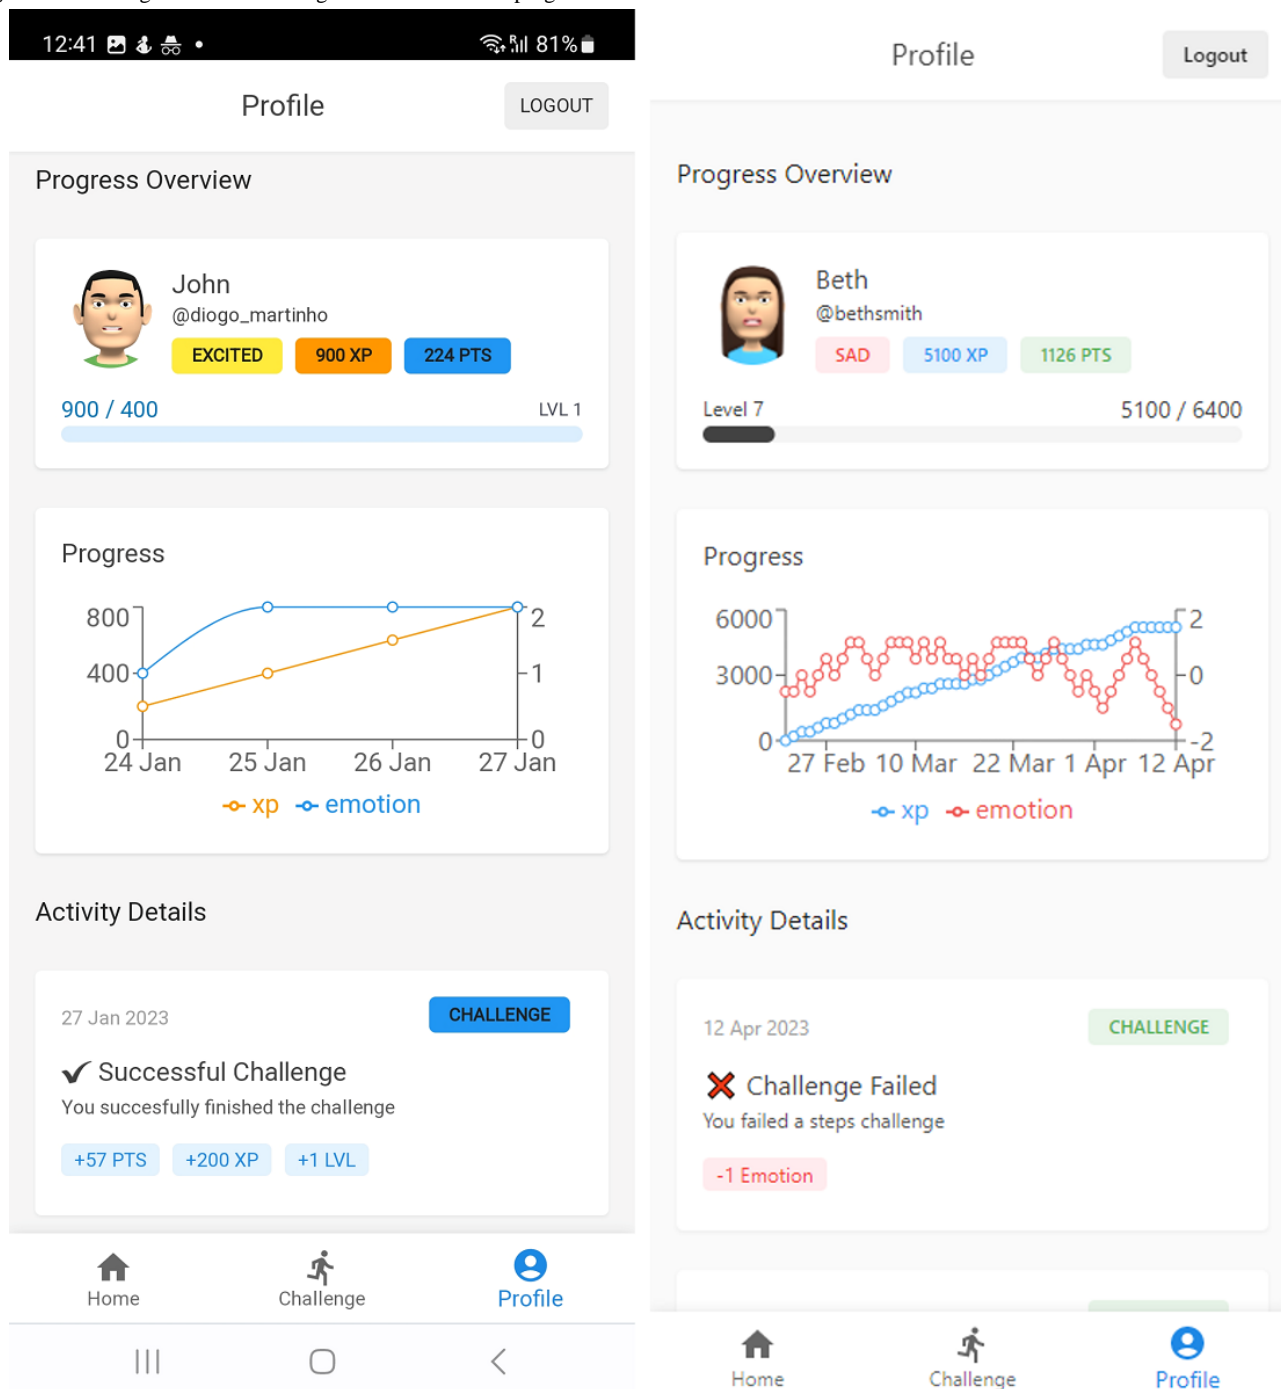 12:41
R
81%
Profile
LOGOUT
Progress Overview
John
@diogo_martinho
EXCITED
900 XP
224 PTS
900 / 400
LVL 1
Progress
800
400
0
2
1
0
24 Jan
25 Jan
26 Jan
27 Jan
xp
emotion
Activity Details
27 Jan 2023
CHALLENGE
Successful Challenge
You succesfully finished the challenge
+57 PTS
+200 XP
+1 LVL
Home
Challenge
Profile
Profile
Logout
Progress Overview
Beth
@bethsmith
SAD
5100 XP
1126 PTS
Level 7
5100 / 6400
Progress
6000
3000
0
2
0
-2
27 Feb
10 Mar
22 Mar
1 Apr
12 Apr
xp
emotion
Activity Details
12 Apr 2023
CHALLENGE
Challenge Failed
You failed a steps challenge
-1 Emotion
Home
Challenge
Profile